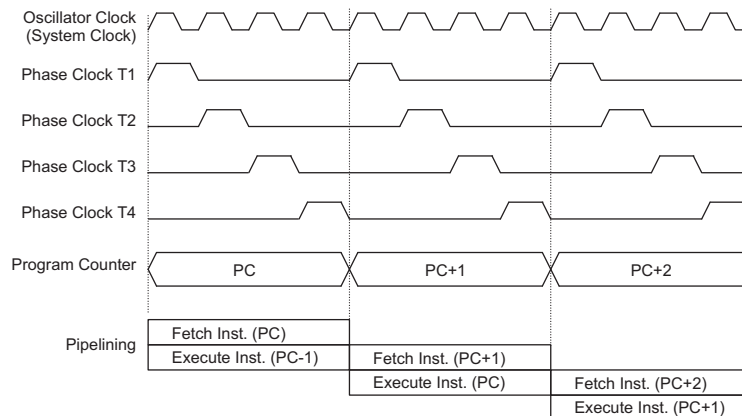 Oscillator Clock
(System Clock)
Phase Clock T1
Phase Clock T2
Phase Clock T3
Phase Clock T4
Program Counter
PC
PC+1
PC+2
Pipelining
Fetch Inst. (PC)
Execute Inst. (PC-1)
Fetch Inst. (PC+1)
Execute Inst. (PC)
Fetch Inst. (PC+2)
Execute Inst. (PC+1)